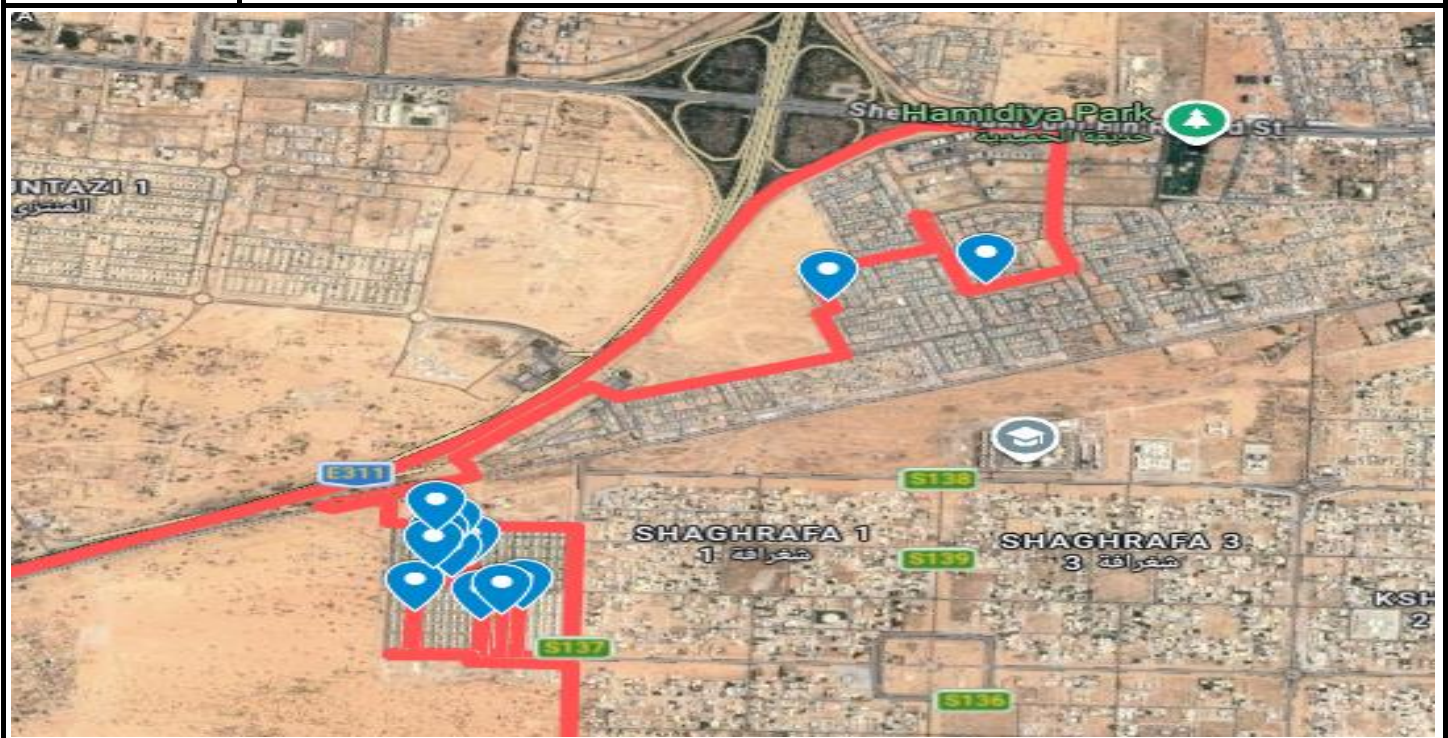 Hamidiya Park
حديقة الحميدية
UNTAZI 1
المنتزي
E311
S138
SHAGHRAFA 1
شغرافة 1
SHAGHRAFA 3
شغرافة 3
S139
KSH
2
S137
S136